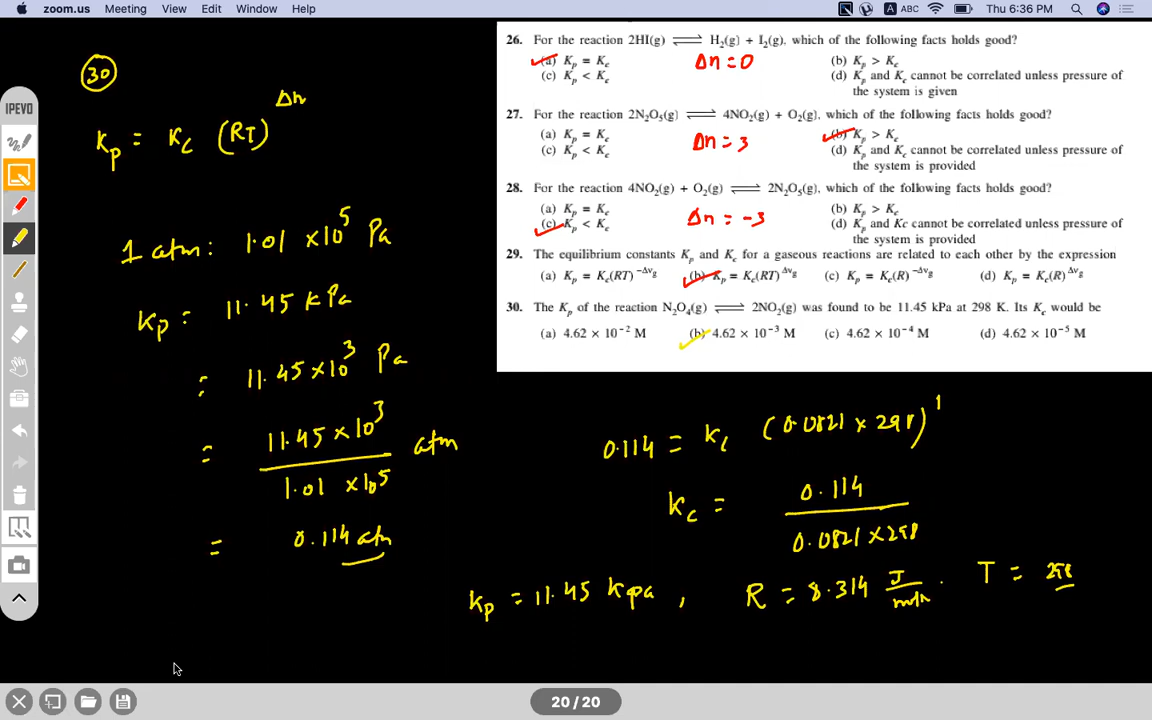 zoom.us Meeting View Edit Window Help A ABC Thu 6:36 PM
IPEVO
30
Kp = Kc (RT)^Δn
1 atm: 1.01 × 10^5 Pa
Kp = 11.45 KPa
= 11.45 × 10^3 Pa
= 11.45 × 10^3 / 1.01 × 10^5 atm
= 0.114 atm
26. For the reaction 2HI(g) ⇌ H₂(g) + I₂(g), which of the following facts holds good?
(a) Kp = Kc Δn = 0 (b) Kp > Kc
(c) Kp < Kc (d) Kp and Kc cannot be correlated unless pressure of
the system is given
27. For the reaction 2N₂O₅(g) ⇌ 4NO₂(g) + O₂(g), which of the following facts holds good?
(a) Kp = Kc Δn = 3 (b) Kp > Kc
(c) Kp < Kc (d) Kp and Kc cannot be correlated unless pressure of
the system is provided
28. For the reaction 4NO₂(g) + O₂(g) ⇌ 2N₂O₅(g), which of the following facts holds good?
(a) Kp = Kc Δn = -3 (b) Kp > Kc
(c) Kp < Kc (d) Kp and Kc cannot be correlated unless pressure of
the system is provided
29. The equilibrium constants Kp and Kc for a gaseous reactions are related to each other by the expression
(a) Kp = Kc(RT)^–Δνg (b) Kp = Kc(RT)^Δνg (c) Kp = Kc(R)^–Δνg (d) Kp = Kc(R)^Δνg
30. The Kp of the reaction N₂O₄(g) ⇌ 2NO₂(g) was found to be 11.45 kPa at 298 K. Its Kc would be
(a) 4.62 × 10⁻² M (b) 4.62 × 10⁻³ M (c) 4.62 × 10⁻⁴ M (d) 4.62 × 10⁻⁵ M
0.114 = Kc (0.0821 × 298)^1
Kc = 0.114 / 0.0821 × 298
Kp = 11.45 kpa , R = 8.314 J/molK . T = 298
20 / 20